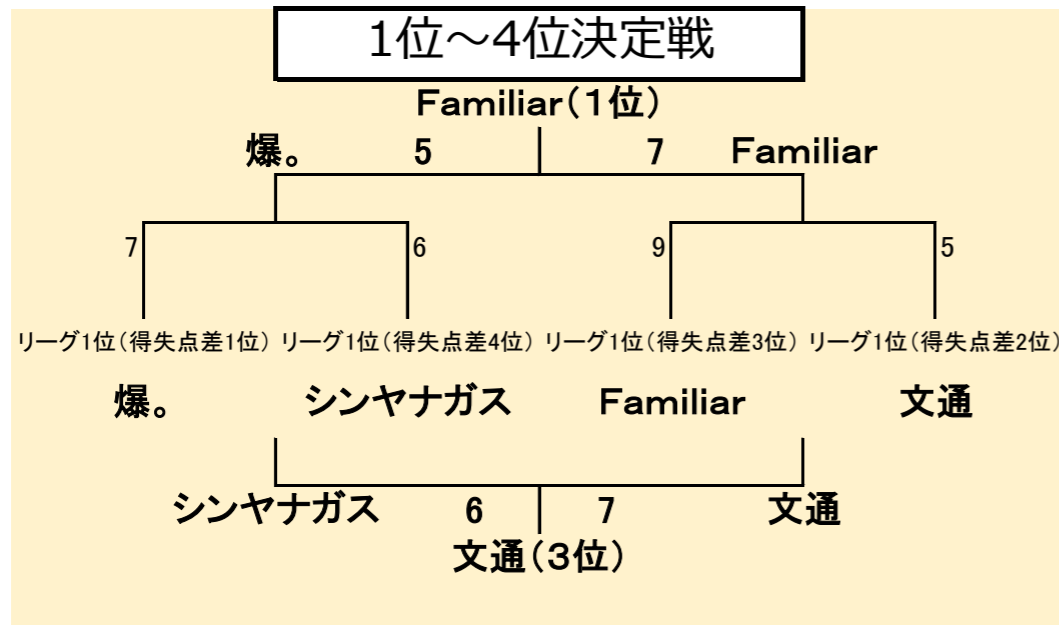 1位～4位決定戦
Familiar（1位）
爆。 5 7 Familiar
7 6 9 5
リーグ1位（得失点差1位） リーグ1位（得失点差4位） リーグ1位（得失点差3位） リーグ1位（得失点差2位）
爆。 シンヤナガス Familiar 文通
シンヤナガス 6 7 文通
文通（3位）